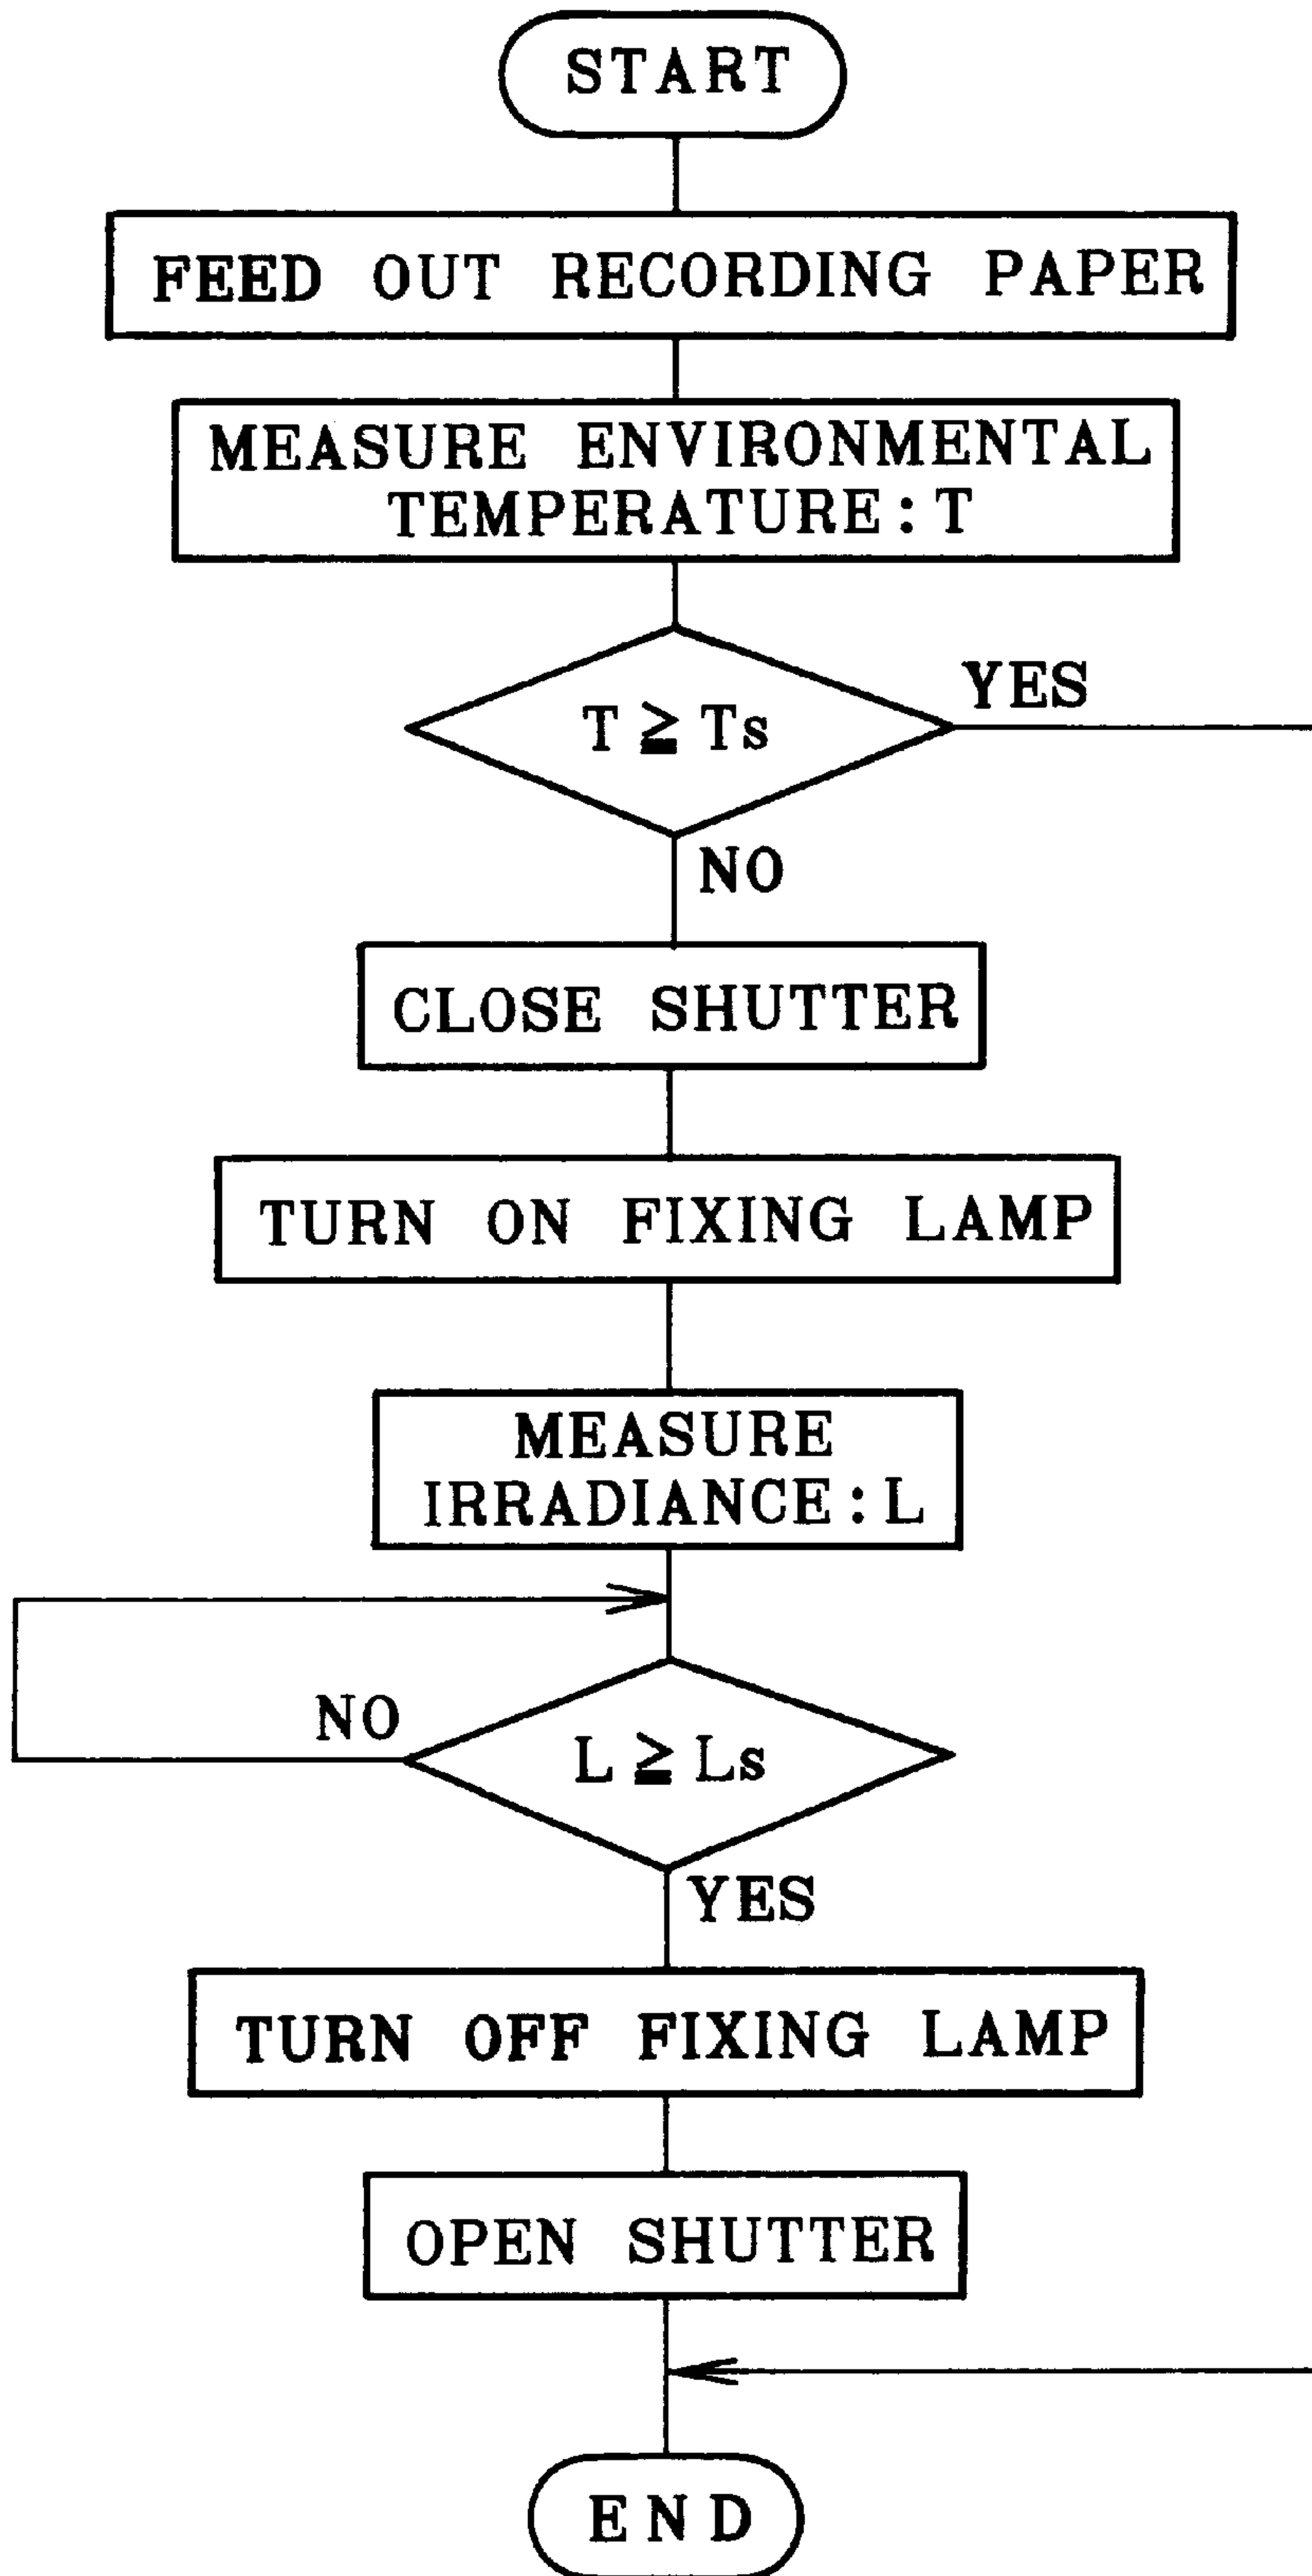 START
FEED OUT RECORDING PAPER
MEASURE ENVIRONMENTAL
TEMPERATURE:T
T ≧ Ts
YES
NO
CLOSE SHUTTER
TURN ON FIXING LAMP
MEASURE
IRRADIANCE:L
NO
L ≧ Ls
YES
TURN OFF FIXING LAMP
OPEN SHUTTER
END